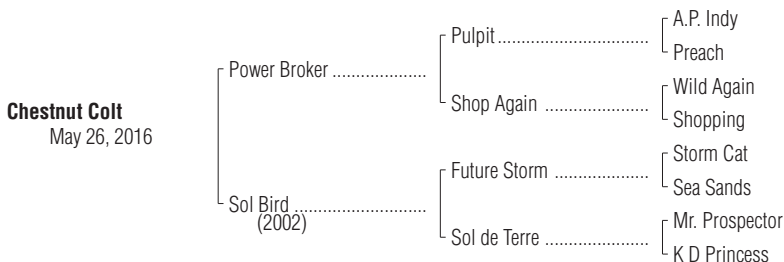 A.P. Indy
Pulpit
Preach
Power Broker
Wild Again
Shop Again
Shopping
Chestnut Colt
May 26, 2016
Storm Cat
Future Storm
Sea Sands
Sol Bird
(2002)
Mr. Prospector
Sol de Terre
K D Princess